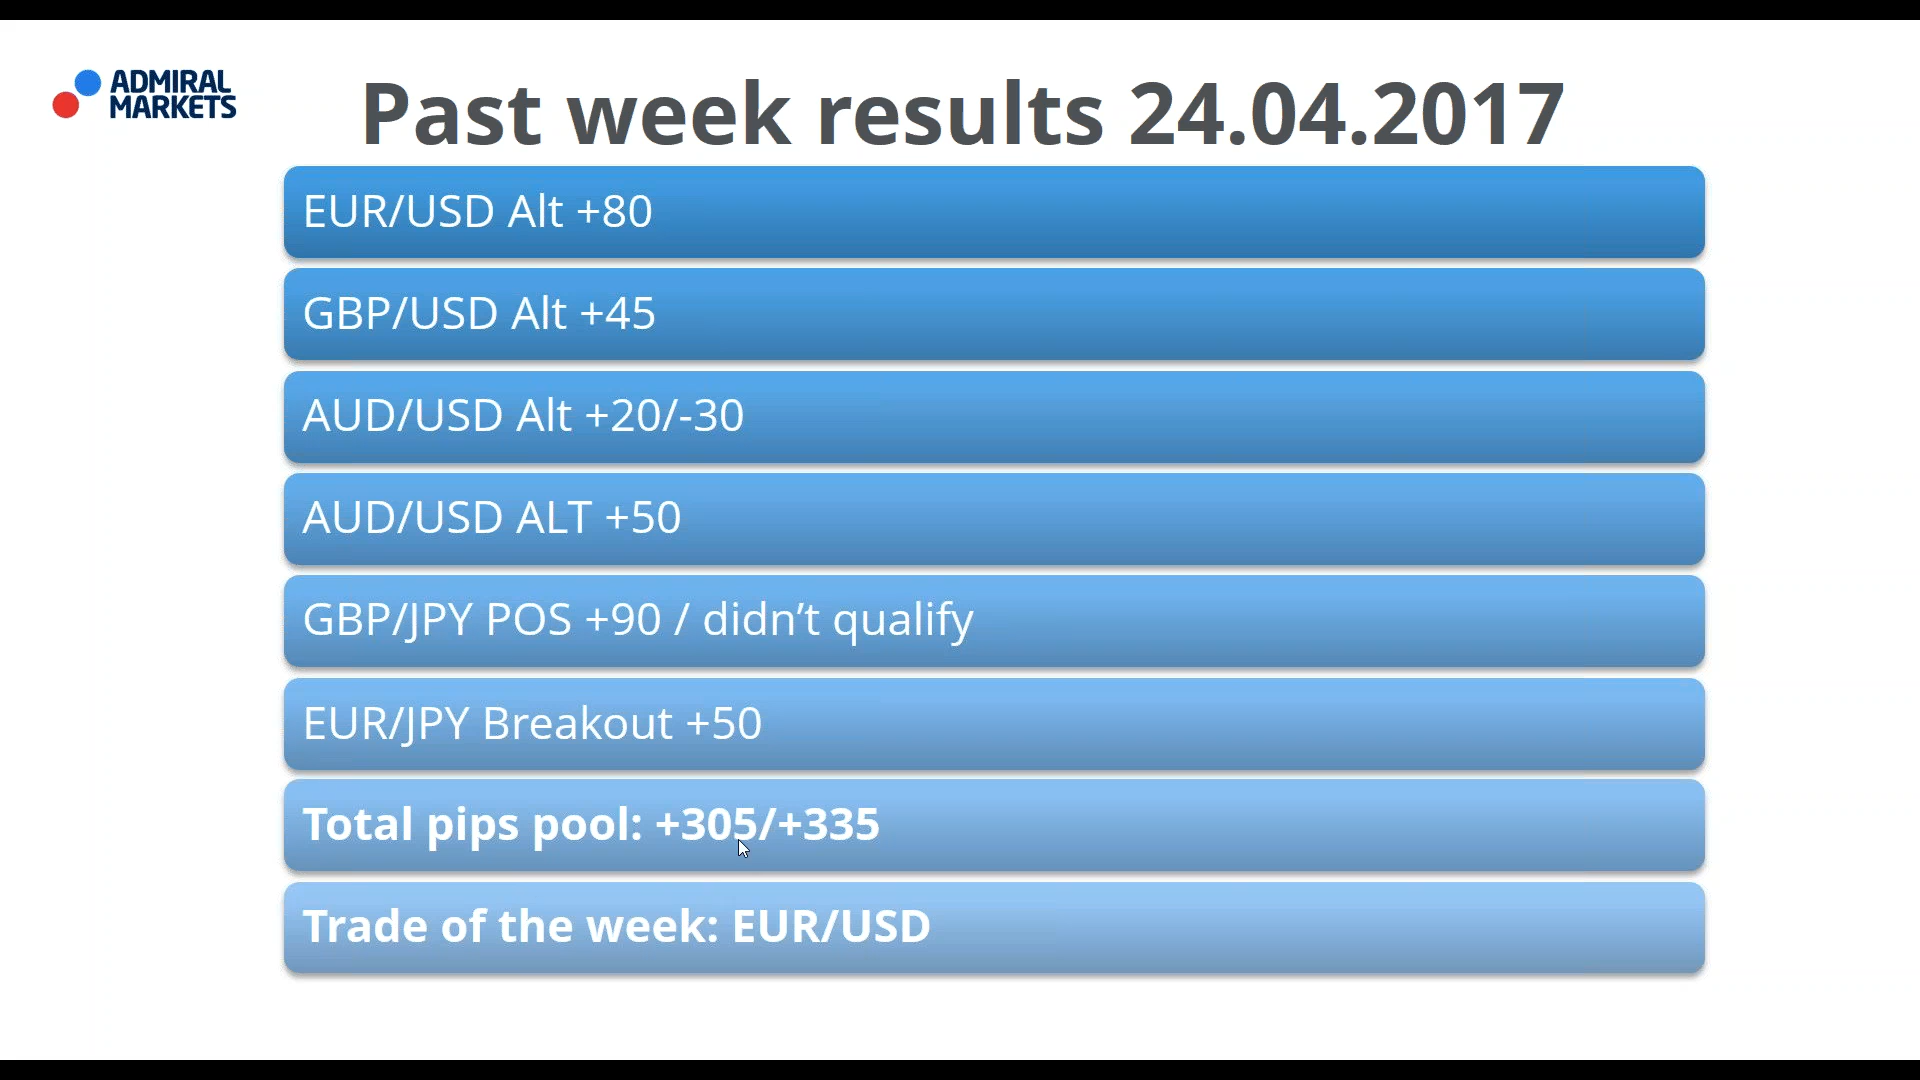 ADMIRAL
MARKETS
Past week results 24.04.2017
EUR/USD Alt +80
GBP/USD Alt +45
AUD/USD Alt +20/-30
AUD/USD ALT +50
GBP/JPY POS +90 / didn’t qualify
EUR/JPY Breakout +50
Total pips pool: +305/+335
Trade of the week: EUR/USD